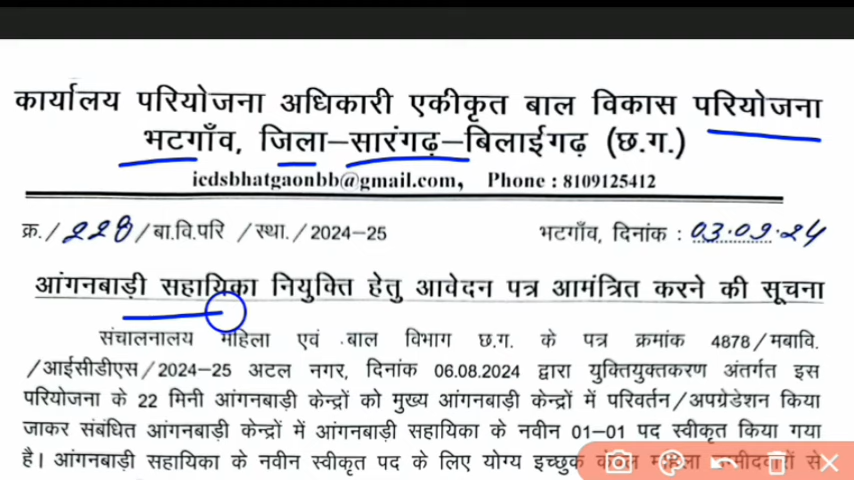 कार्यालय परियोजना अधिकारी एकीकृत बाल विकास परियोजना
भटगाँव, जिला–सारंगढ़–बिलाईगढ़ (छ.ग.)
icdsbhatgaonbb@gmail.com, Phone : 8109125412
क्र./228/बा.वि.परि /स्था./2024–25 भटगाँव, दिनांक : 03.09.24
आंगनबाड़ी सहायिका नियुक्ति हेतु आवेदन पत्र आमंत्रित करने की सूचना
संचालनालय महिला एवं बाल विभाग छ.ग. के पत्र क्रमांक 4878/मबावि.
/आईसीडीएस/2024–25 अटल नगर, दिनांक 06.08.2024 द्वारा युक्तियुक्तकरण अंतर्गत इस
परियोजना के 22 मिनी आंगनबाड़ी केन्द्रों को मुख्य आंगनबाड़ी केन्द्रों में परिवर्तन/अपग्रेडेशन किया
जाकर संबंधित आंगनबाड़ी केन्द्रों में आंगनबाड़ी सहायिका के नवीन 01–01 पद स्वीकृत किया गया
है। आंगनबाड़ी सहायिका के नवीन स्वीकृत पद के लिए योग्य इच्छुक केवल महिला उम्मीदवारों से